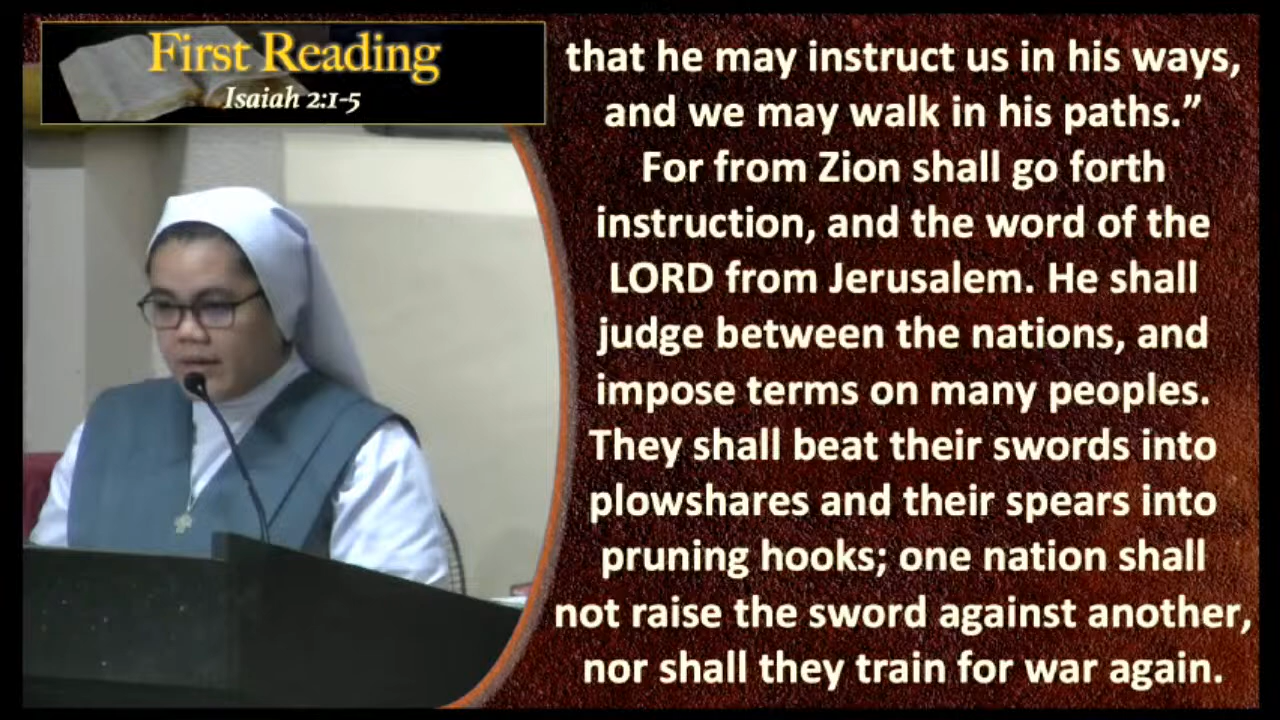 First Reading
Isaiah 2:1-5
that he may instruct us in his ways,
and we may walk in his paths.”
For from Zion shall go forth
instruction, and the word of the
LORD from Jerusalem. He shall
judge between the nations, and
impose terms on many peoples.
They shall beat their swords into
plowshares and their spears into
pruning hooks; one nation shall
not raise the sword against another,
nor shall they train for war again.